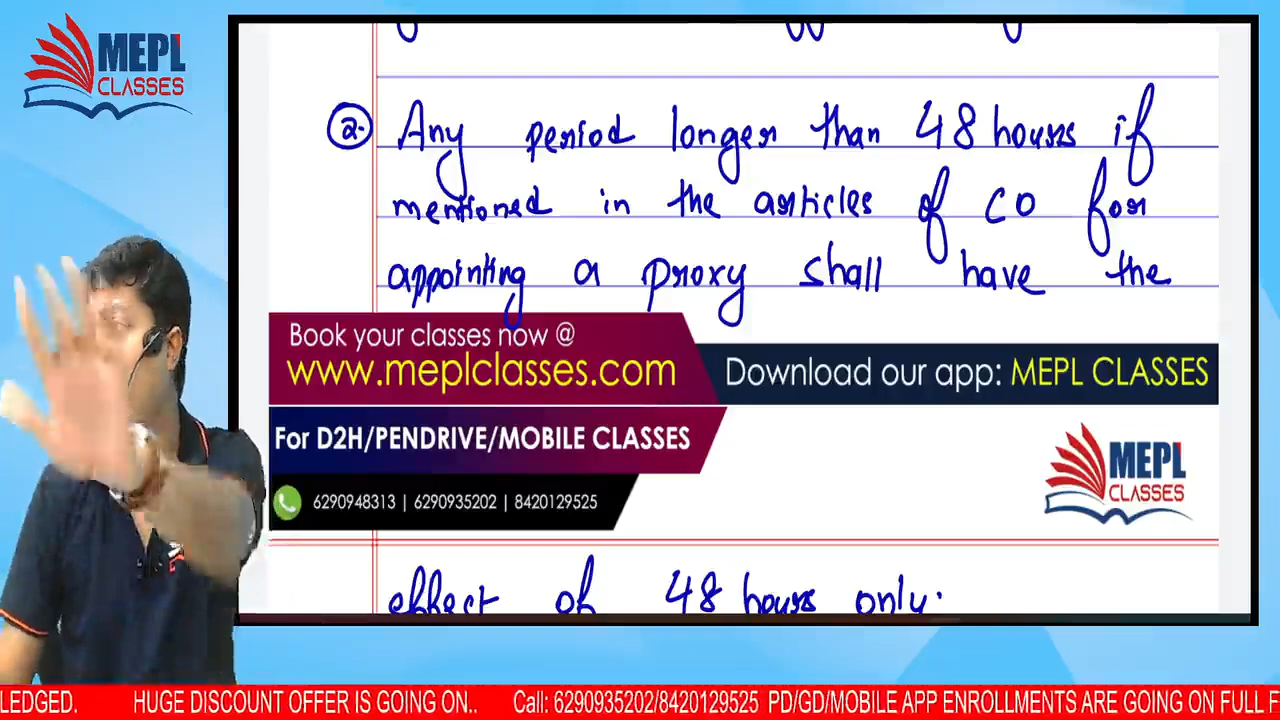 MEPL
CLASSES
2. Any period longer than 48 hours if
mentioned in the articles of CO for
appointing a proxy shall have the
Book your classes now @
www.meplclasses.com
Download our app: MEPL CLASSES
For D2H/PENDRIVE/MOBILE CLASSES
6290948313 | 6290935202 | 8420129525
MEPL
CLASSES
effect of 48 hours only.
LEDGED. HUGE DISCOUNT OFFER IS GOING ON.. Call: 6290935202/8420129525 PD/GD/MOBILE APP ENROLLMENTS ARE GOING ON FULL F